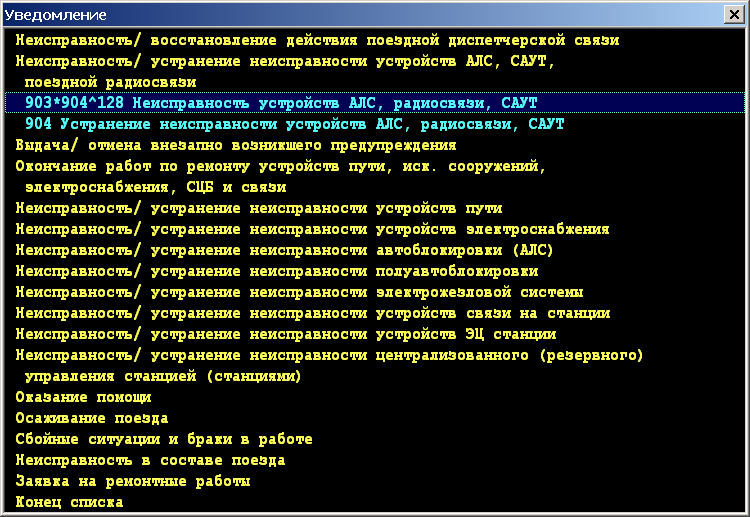 Уведомление
Неисправность/ восстановление действия поездной диспетчерской связи
Неисправность/ устранение неисправности устройств АЛС, САУТ,
поездной радиосвязи
903*904^128 Неисправность устройств АЛС, радиосвязи, САУТ
904 Устранение неисправности устройств АЛС, радиосвязи, САУТ
Выдача/ отмена внезапно возникшего предупреждения
Окончание работ по ремонту устройств пути, иск. сооружений,
электроснабжения, СЦБ и связи
Неисправность/ устранение неисправности устройств пути
Неисправность/ устранение неисправности устройств электроснабжения
Неисправность/ устранение неисправности автоблокировки (АЛС)
Неисправность/ устранение неисправности полуавтоблокировки
Неисправность/ устранение неисправности электрожезловой системы
Неисправность/ устранение неисправности устройств связи на станции
Неисправность/ устранение неисправности устройств ЭЦ станции
Неисправность/ устранение неисправности централизованного (резервного)
управления станцией (станциями)
Оказание помощи
Осаживание поезда
Сбойные ситуации и браки в работе
Неисправность в составе поезда
Заявка на ремонтные работы
Конец списка